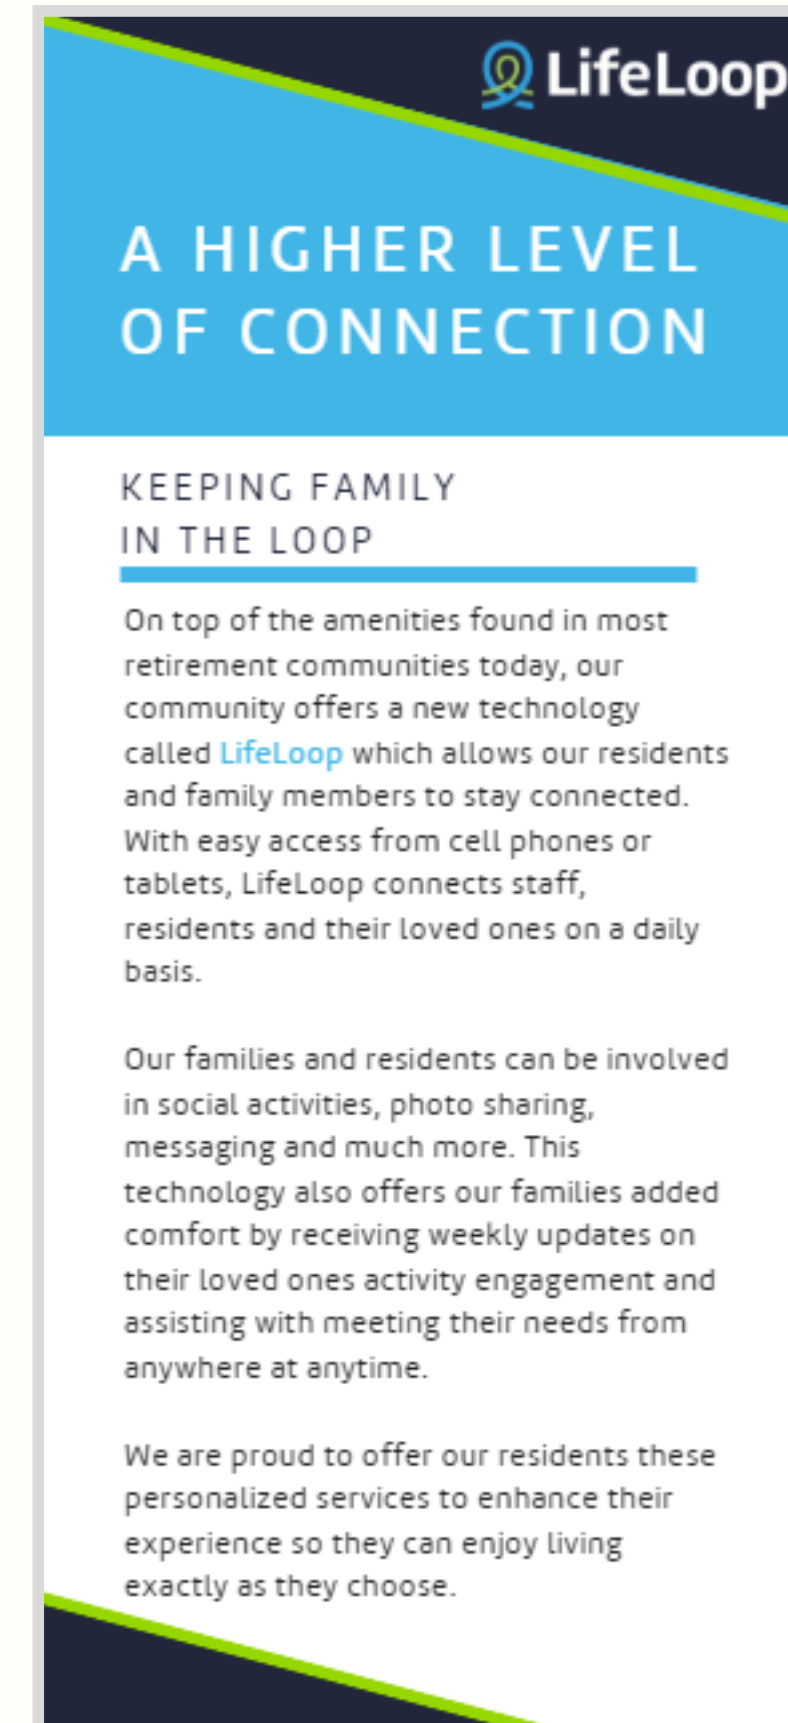 LifeLoop
A HIGHER LEVEL
OF CONNECTION
KEEPING FAMILY
IN THE LOOP
On top of the amenities found in most
retirement communities today, our
community offers a new technology
called LifeLoop which allows our residents
and family members to stay connected.
With easy access from cell phones or
tablets, LifeLoop connects staff,
residents and their loved ones on a daily
basis.
Our families and residents can be involved
in social activities, photo sharing,
messaging and much more. This
technology also offers our families added
comfort by receiving weekly updates on
their loved ones activity engagement and
assisting with meeting their needs from
anywhere at anytime.
We are proud to offer our residents these
personalized services to enhance their
experience so they can enjoy living
exactly as they choose.